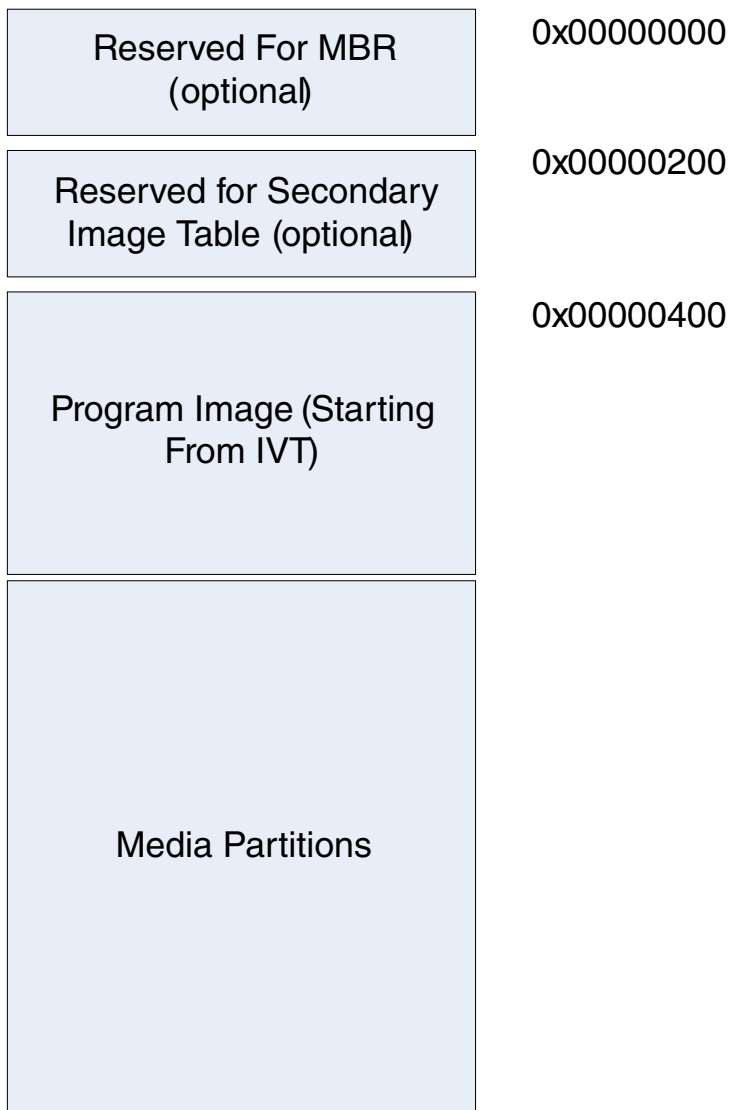 Reserved For MBR
(optional)
0x00000000
Reserved for Secondary
Image Table (optional)
0x00000200
Program Image (Starting
From IVT)
0x00000400
Media Partitions